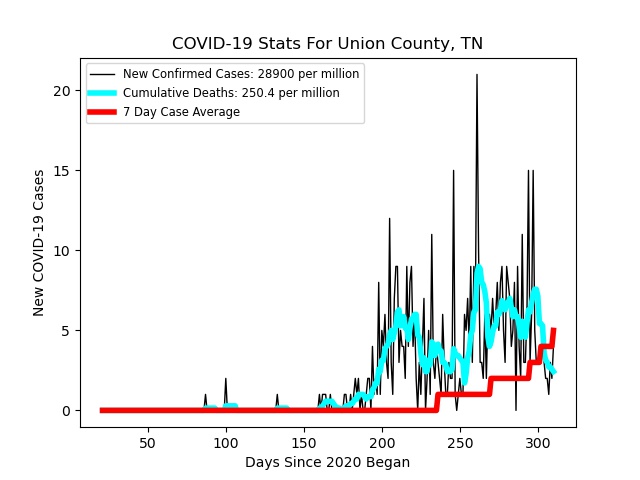 COVID-19 Stats For Union County, TN
New Confirmed Cases: 28900 per million
Cumulative Deaths: 250.4 per million
7 Day Case Average
New COVID-19 Cases
20
15
10
5
0
50 100 150 200 250 300
Days Since 2020 Began